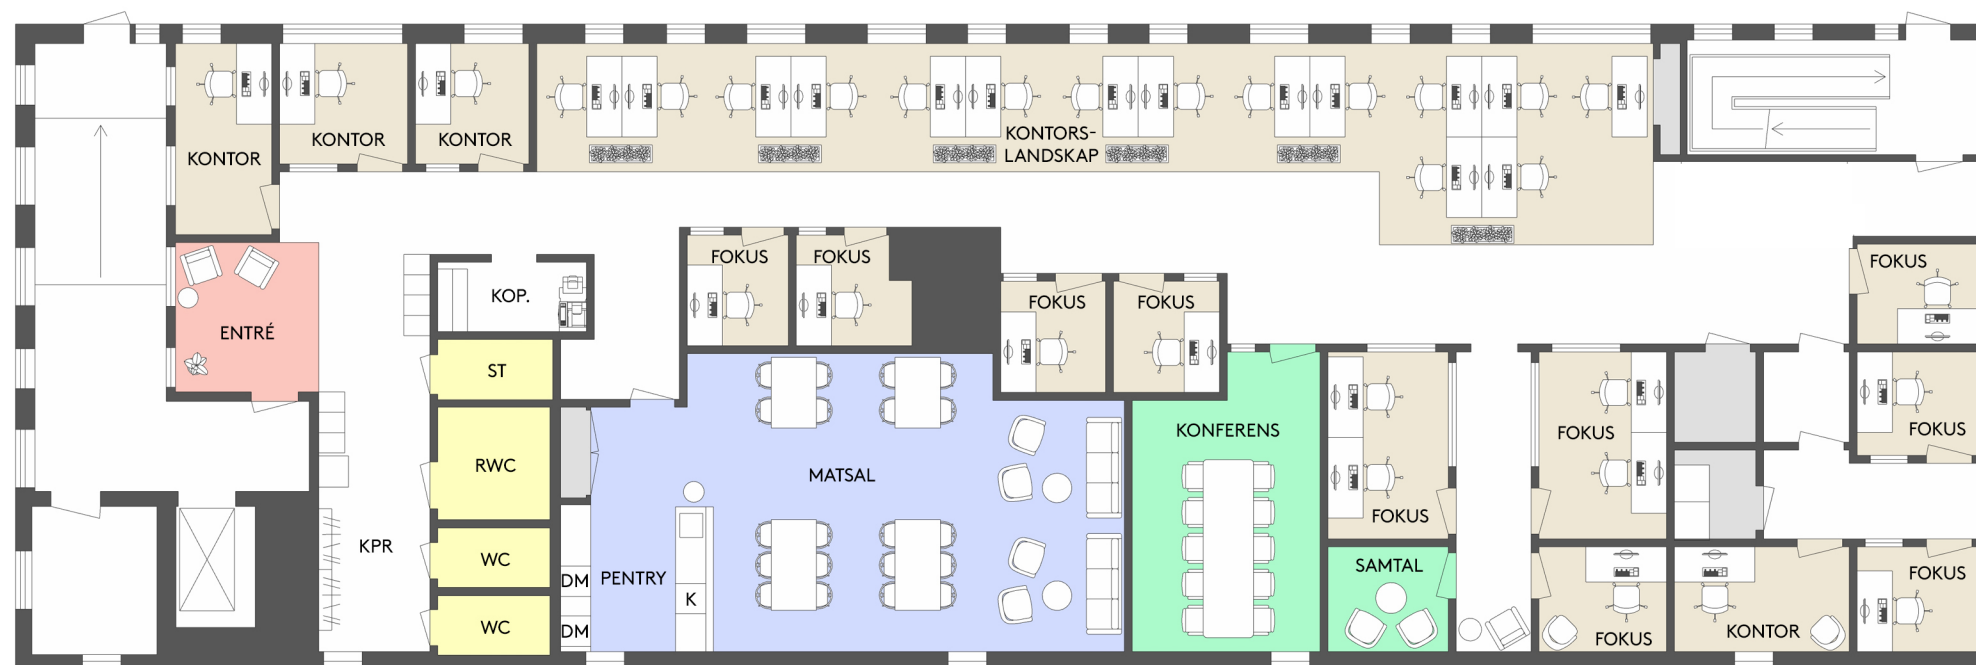 KONTOR
KONTOR
KONTOR
KONTORS-
LANDSKAP
ENTRÉ
KOP.
FOKUS
FOKUS
FOKUS
FOKUS
FOKUS
ST
RWC
WC
WC
KPR
DM
DM
PENTRY
K
MATSAL
KONFERENS
FOKUS
SAMTAL
FOKUS
FOKUS
FOKUS
KONTOR
FOKUS